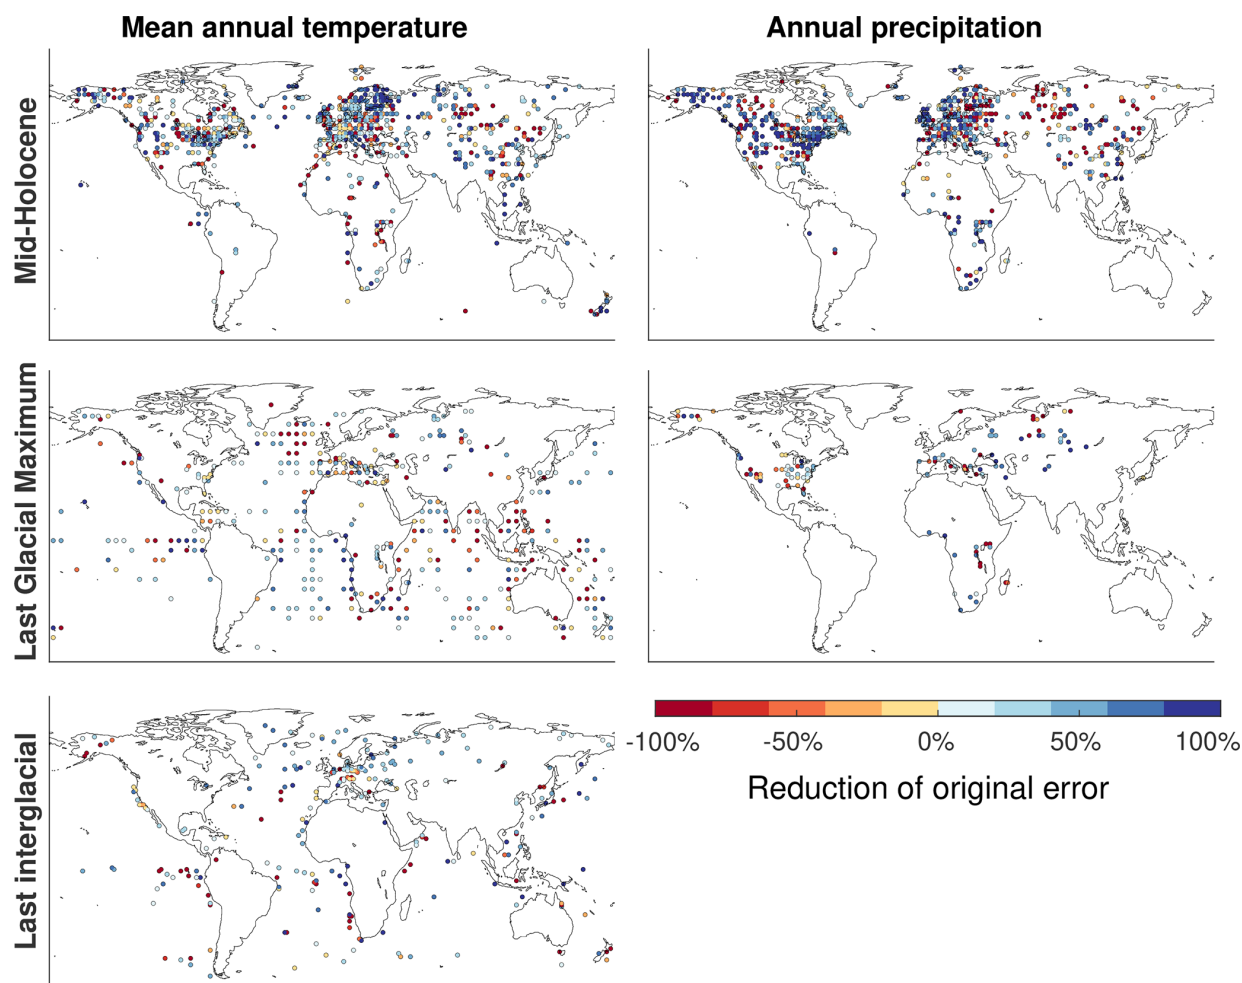 Mean annual temperature
Annual precipitation
Mid-Holocene
Last Glacial Maximum
Last interglacial
-100% -50% 0% 50% 100%
Reduction of original error